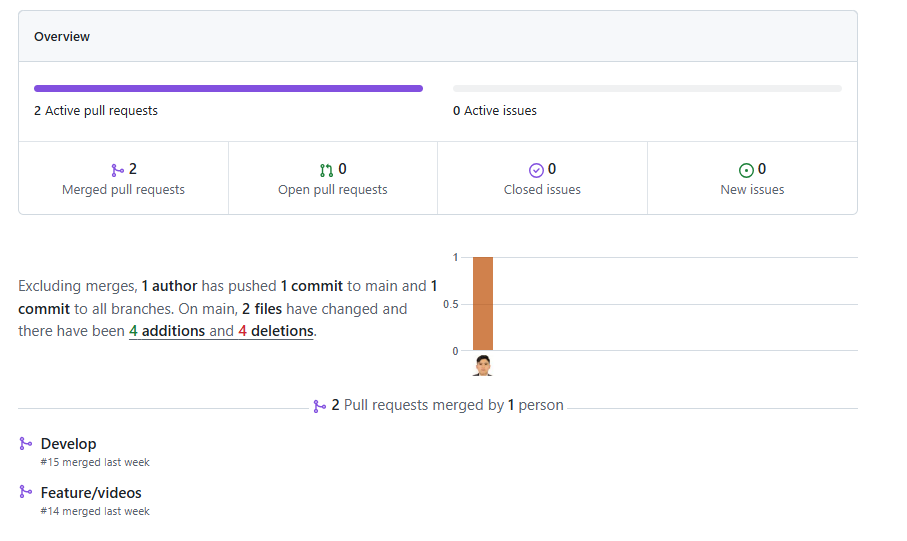 Overview
2 Active pull requests
0 Active issues
2
Merged pull requests
0
Open pull requests
0
Closed issues
0
New issues
Excluding merges, 1 author has pushed 1 commit to main and 1
commit to all branches. On main, 2 files have changed and
there have been 4 additions and 4 deletions.
1
0.5
0
2 Pull requests merged by 1 person
Develop
#15 merged last week
Feature/videos
#14 merged last week